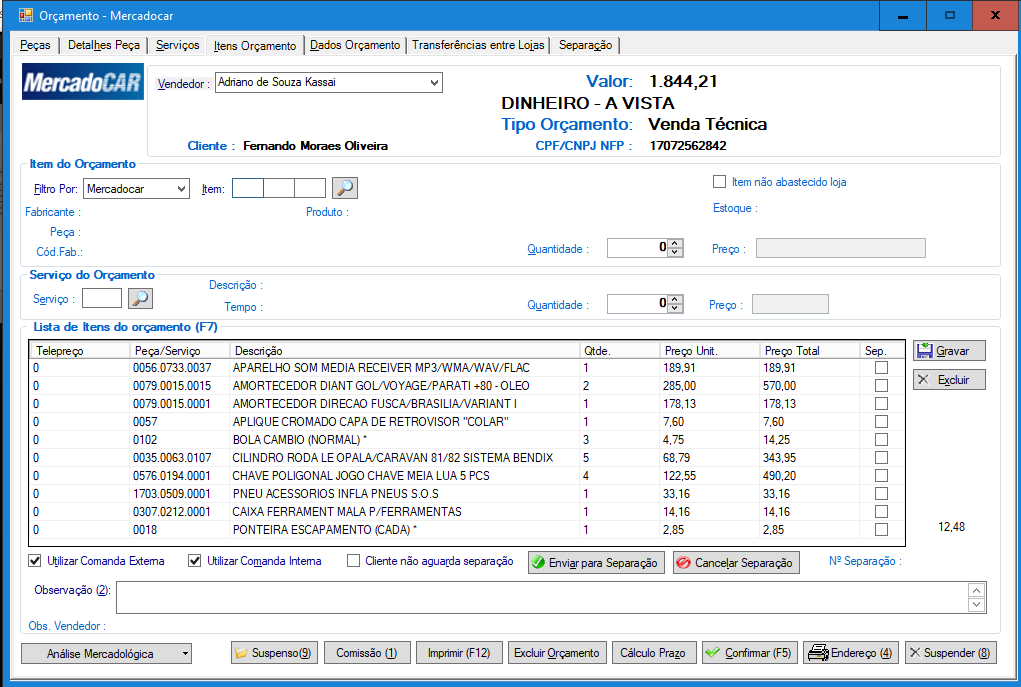 Orçamento - Mercadocar
Peças Detalhes Peça Serviços Itens Orçamento Dados Orçamento Transferências entre Lojas Separação
MercadoCAR
Vendedor : Adriano de Souza Kassai
Valor: 1.844,21
DINHEIRO - A VISTA
Tipo Orçamento: Venda Técnica
Cliente : Fernando Moraes Oliveira
CPF/CNPJ NFP : 17072562842
Item do Orçamento
Filtro Por: Mercadocar Item:
Item não abastecido loja
Fabricante : Produto : Estoque :
Peça :
Cód.Fab.: Quantidade : 0 Preço :
Serviço do Orçamento
Serviço : Descrição :
Tempo : Quantidade : 0 Preço :
Lista de Itens do orçamento (F7)
Telepreço Peça/Serviço Descrição Qtde. Preço Unit. Preço Total Sep.
0 0056.0733.0037 APARELHO SOM MEDIA RECEIVER MP3/WMA/WAV/FLAC 1 189,91 189,91
0 0079.0015.0015 AMORTECEDOR DIANT GOL/VOYAGE/PARATI +80 - OLEO 2 285,00 570,00
0 0079.0015.0001 AMORTECEDOR DIRECAO FUSCA/BRASILIA/VARIANT I 1 178,13 178,13
0 0057 APLIQUE CROMADO CAPA DE RETROVISOR "COLAR" 1 7,60 7,60
0 0102 BOLA CAMBIO (NORMAL) * 3 4,75 14,25
0 0035.0063.0107 CILINDRO RODA LE OPALA/CARAVAN 81/82 SISTEMA BENDIX 5 68,79 343,95
0 0576.0194.0001 CHAVE POLIGONAL JOGO CHAVE MEIA LUA 5 PCS 4 122,55 490,20
0 1703.0509.0001 PNEU ACESSORIOS INFLA PNEUS S.O.S 1 33,16 33,16
0 0307.0212.0001 CAIXA FERRAMENT MALA P/FERRAMENTAS 1 14,16 14,16
0 0018 PONTEIRA ESCAPAMENTO (CADA) * 1 2,85 2,85
Gravar
Excluir
12,48
Utilizar Comanda Externa Utilizar Comanda Interna Cliente não aguarda separação Enviar para Separação Cancelar Separação Nº Separação :
Observação (2):
Obs. Vendedor :
Análise Mercadológica Suspenso(9) Comissão (1) Imprimir (F12) Excluir Orçamento Cálculo Prazo Confirmar (F5) Endereço (4) Suspender (8)